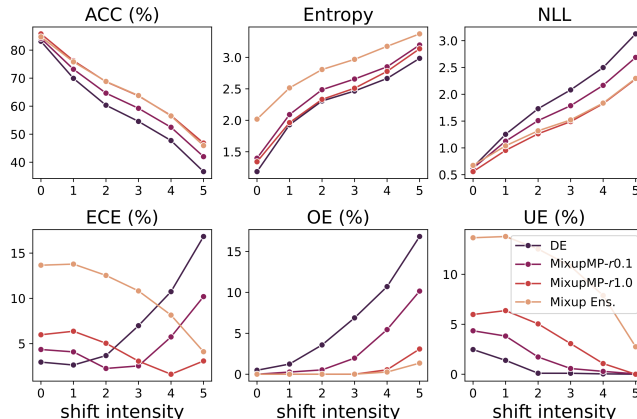 ACC (%)
Entropy
NLL
80
70
60
50
40
0 1 2 3 4 5
3.0
2.5
2.0
1.5
0 1 2 3 4 5
3.0
2.5
2.0
1.5
1.0
0.5
0 1 2 3 4 5
ECE (%)
OE (%)
UE (%)
15
10
5
0 1 2 3 4 5
shift intensity
15
10
5
0
0 1 2 3 4 5
shift intensity
10
5
0
0 1 2 3 4 5
shift intensity
DE
MixupMP-r0.1
MixupMP-r1.0
Mixup Ens.